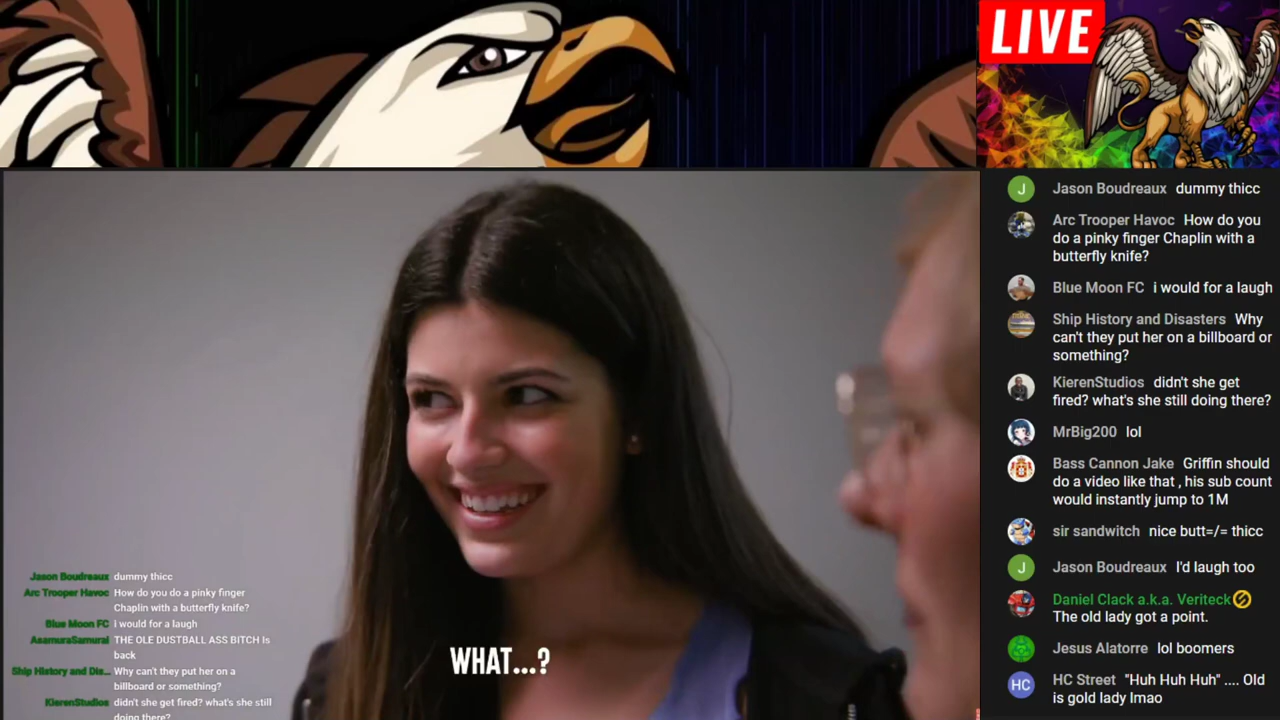 LIVE
Jason Boudreaux dummy thicc
Arc Trooper Havoc How do you
do a pinky finger Chaplin with a
butterfly knife?
Blue Moon FC i would for a laugh
Ship History and Disasters Why
can't they put her on a billboard or
something?
KierenStudios didn't she get
fired? what's she still doing there?
MrBig200 lol
Bass Cannon Jake Griffin should
do a video like that , his sub count
would instantly jump to 1M
sir sandwitch nice butt=/= thicc
J Jason Boudreaux I'd laugh too
Daniel Clack a.k.a. Veriteck
The old lady got a point.
Jesus Alatorre lol boomers
HC HC Street "Huh Huh Huh" .... Old
is gold lady lmao
Jason Boudreaux dummy thicc
Arc Trooper Havoc How do you do a pinky finger
Chaplin with a butterfly knife?
Blue Moon FC i would for a laugh
AsamuraSamurai THE OLE DUSTBALL ASS BITCH Is
back
Ship History and Dis... Why can't they put her on a
billboard or something?
KierenStudios didn't she get fired? what's she still
doing there?
WHAT...?